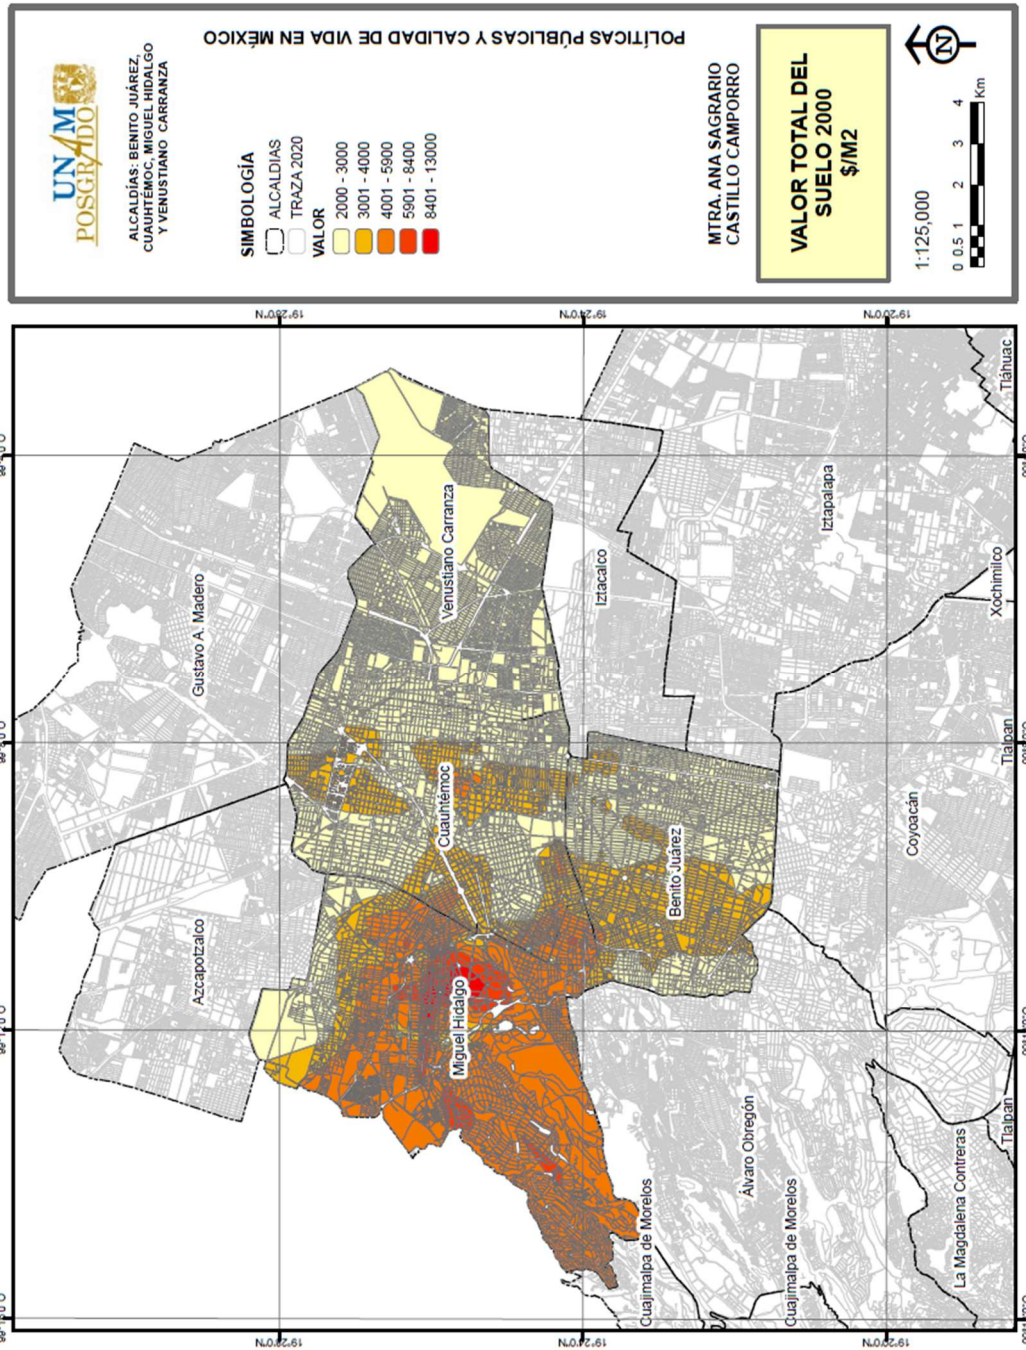 UNAM
POSGRADO
ALCALDÍAS: BENITO JUÁREZ,
CUAUHTÉMOC, MIGUEL HIDALGO
Y VENUSTIANO CARRANZA
POLÍTICAS PÚBLICAS Y CALIDAD DE VIDA EN MÉXICO
SIMBOLOGÍA
ALCALDIAS
TRAZA 2020
VALOR
2000 - 3000
3001 - 4000
4001 - 5900
5901 - 8400
8401 - 13000
MTRA. ANA SAGRARIO
CASTILLO CAMPORRO
VALOR TOTAL DEL
SUELO 2000
$/M2
1:125,000
0 0.5 1 2 3 4
Km
N
Azcapotzalco
Gustavo A. Madero
Miguel Hidalgo
Cuauhtémoc
Venustiano Carranza
Iztacalco
Benito Juárez
Iztapalapa
Cuajimalpa de Morelos
Álvaro Obregón
Cuajimalpa de Morelos
Coyoacán
La Magdalena Contreras
Tlalpan
Tlalpan
Xochimilco
Tláhuac
19°24'0"N
19°20'0"N
19°24'0"N